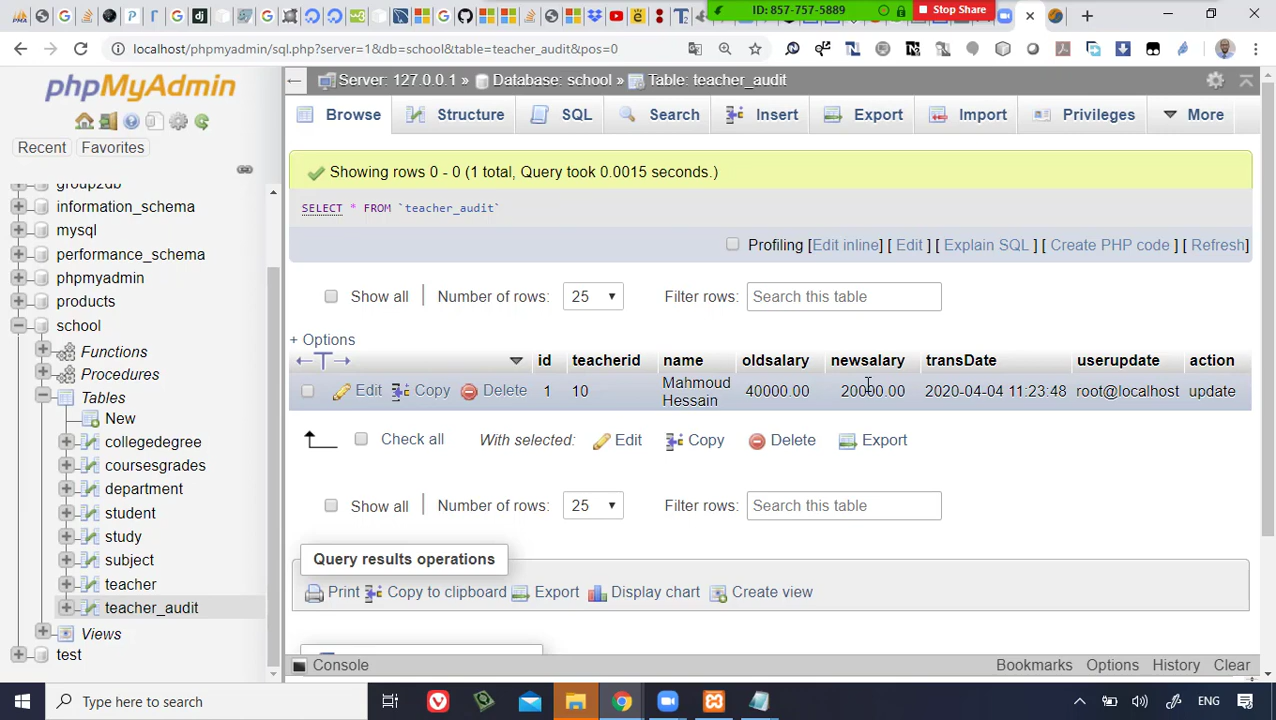 ID: 857-757-5889
Stop Share
localhost/phpmyadmin/sql.php?server=1&db=school&table=teacher_audit&pos=0
phpMyAdmin
Recent
Favorites
group2db
information_schema
mysql
performance_schema
phpmyadmin
products
school
Functions
Procedures
Tables
New
collegedegree
coursesgrades
department
student
study
subject
teacher
teacher_audit
Views
test
Server: 127.0.0.1 » Database: school » Table: teacher_audit
Browse Structure SQL Search Insert Export Import Privileges More
Showing rows 0 - 0 (1 total, Query took 0.0015 seconds.)
SELECT * FROM `teacher_audit`
Profiling [Edit inline] [ Edit ] [ Explain SQL ] [ Create PHP code ] [ Refresh]
Show all Number of rows: 25 Filter rows: Search this table
+ Options
id teacherid name oldsalary newsalary transDate userupdate action
Edit Copy Delete 1 10 Mahmoud Hessain 40000.00 20000.00 2020-04-04 11:23:48 root@localhost update
Check all With selected: Edit Copy Delete Export
Show all Number of rows: 25 Filter rows: Search this table
Query results operations
Print Copy to clipboard Export Display chart Create view
Console Bookmarks Options History Clear
Type here to search
ENG